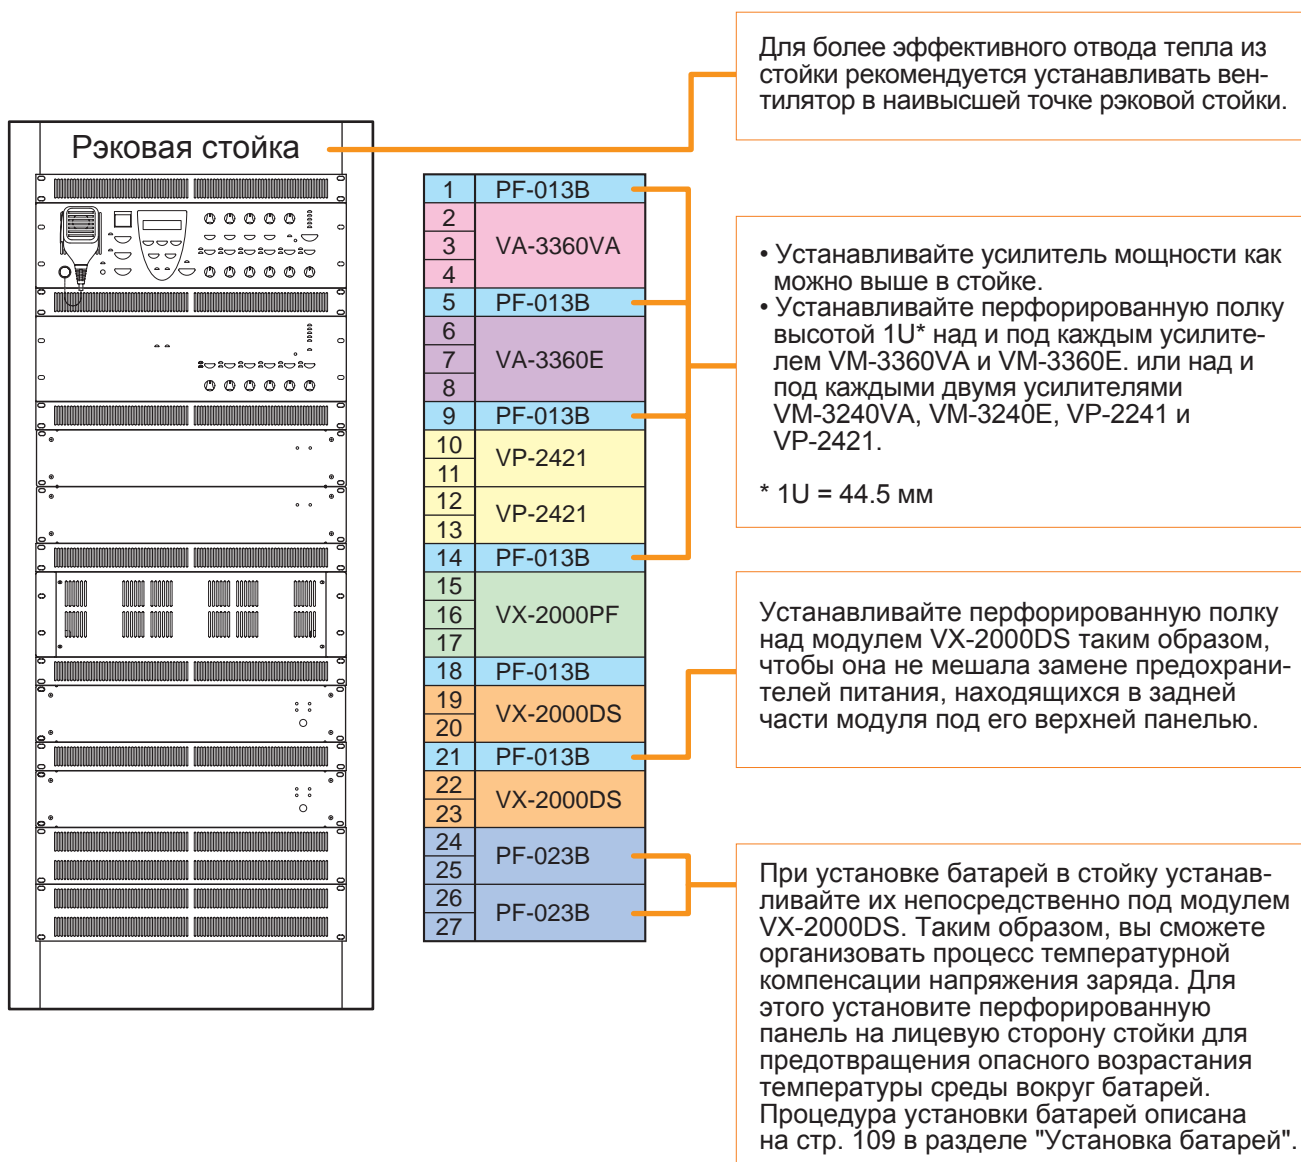 Для более эффективного отвода тепла из
стойки рекомендуется устанавливать вен-
тилятор в наивысшей точке рэковой стойки.
Рэковая стойка
1 PF-013B
2
3 VA-3360VA
4
5 PF-013B
6
7 VA-3360E
8
9 PF-013B
10
11
VP-2421
12
13
VP-2421
14 PF-013B
15
16 VX-2000PF
17
18 PF-013B
19
20
VX-2000DS
21 PF-013B
22
23
VX-2000DS
24
25
PF-023B
26
27
PF-023B
• Устанавливайте усилитель мощности как
можно выше в стойке.
• Устанавливайте перфорированную полку
высотой 1U* над и под каждым усилите-
лем VM-3360VA и VM-3360E. или над и
под каждыми двумя усилителями
VM-3240VA, VM-3240E, VP-2241 и
VP-2421.
* 1U = 44.5 мм
Устанавливайте перфорированную полку
над модулем VX-2000DS таким образом,
чтобы она не мешала замене предохрани-
телей питания, находящихся в задней
части модуля под его верхней панелью.
При установке батарей в стойку устанав-
ливайте их непосредственно под модулем
VX-2000DS. Таким образом, вы сможете
организовать процесс температурной
компенсации напряжения заряда. Для
этого установите перфорированную
панель на лицевую сторону стойки для
предотвращения опасного возрастания
температуры среды вокруг батарей.
Процедура установки батарей описана
на стр. 109 в разделе "Установка батарей".